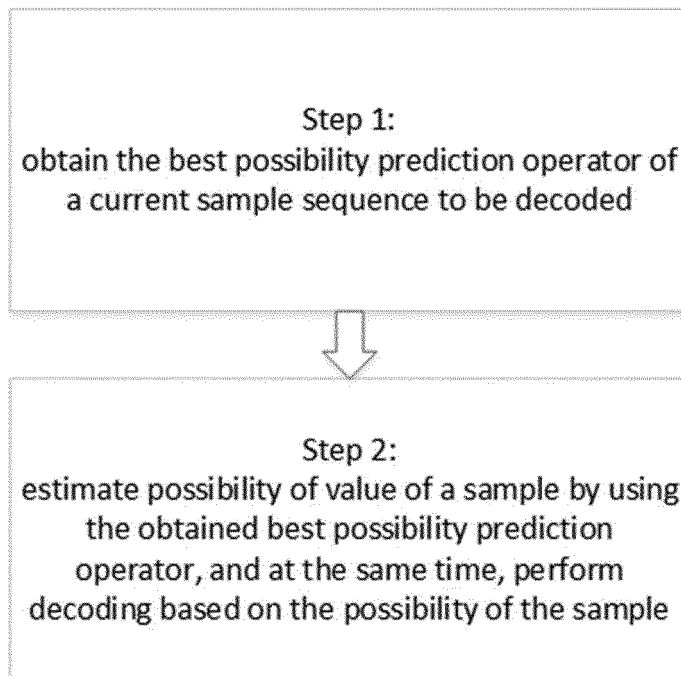 Step 1:
obtain the best possibility prediction operator of
a current sample sequence to be decoded
Step 2:
estimate possibility of value of a sample by using
the obtained best possibility prediction
operator, and at the same time, perform
decoding based on the possibility of the sample